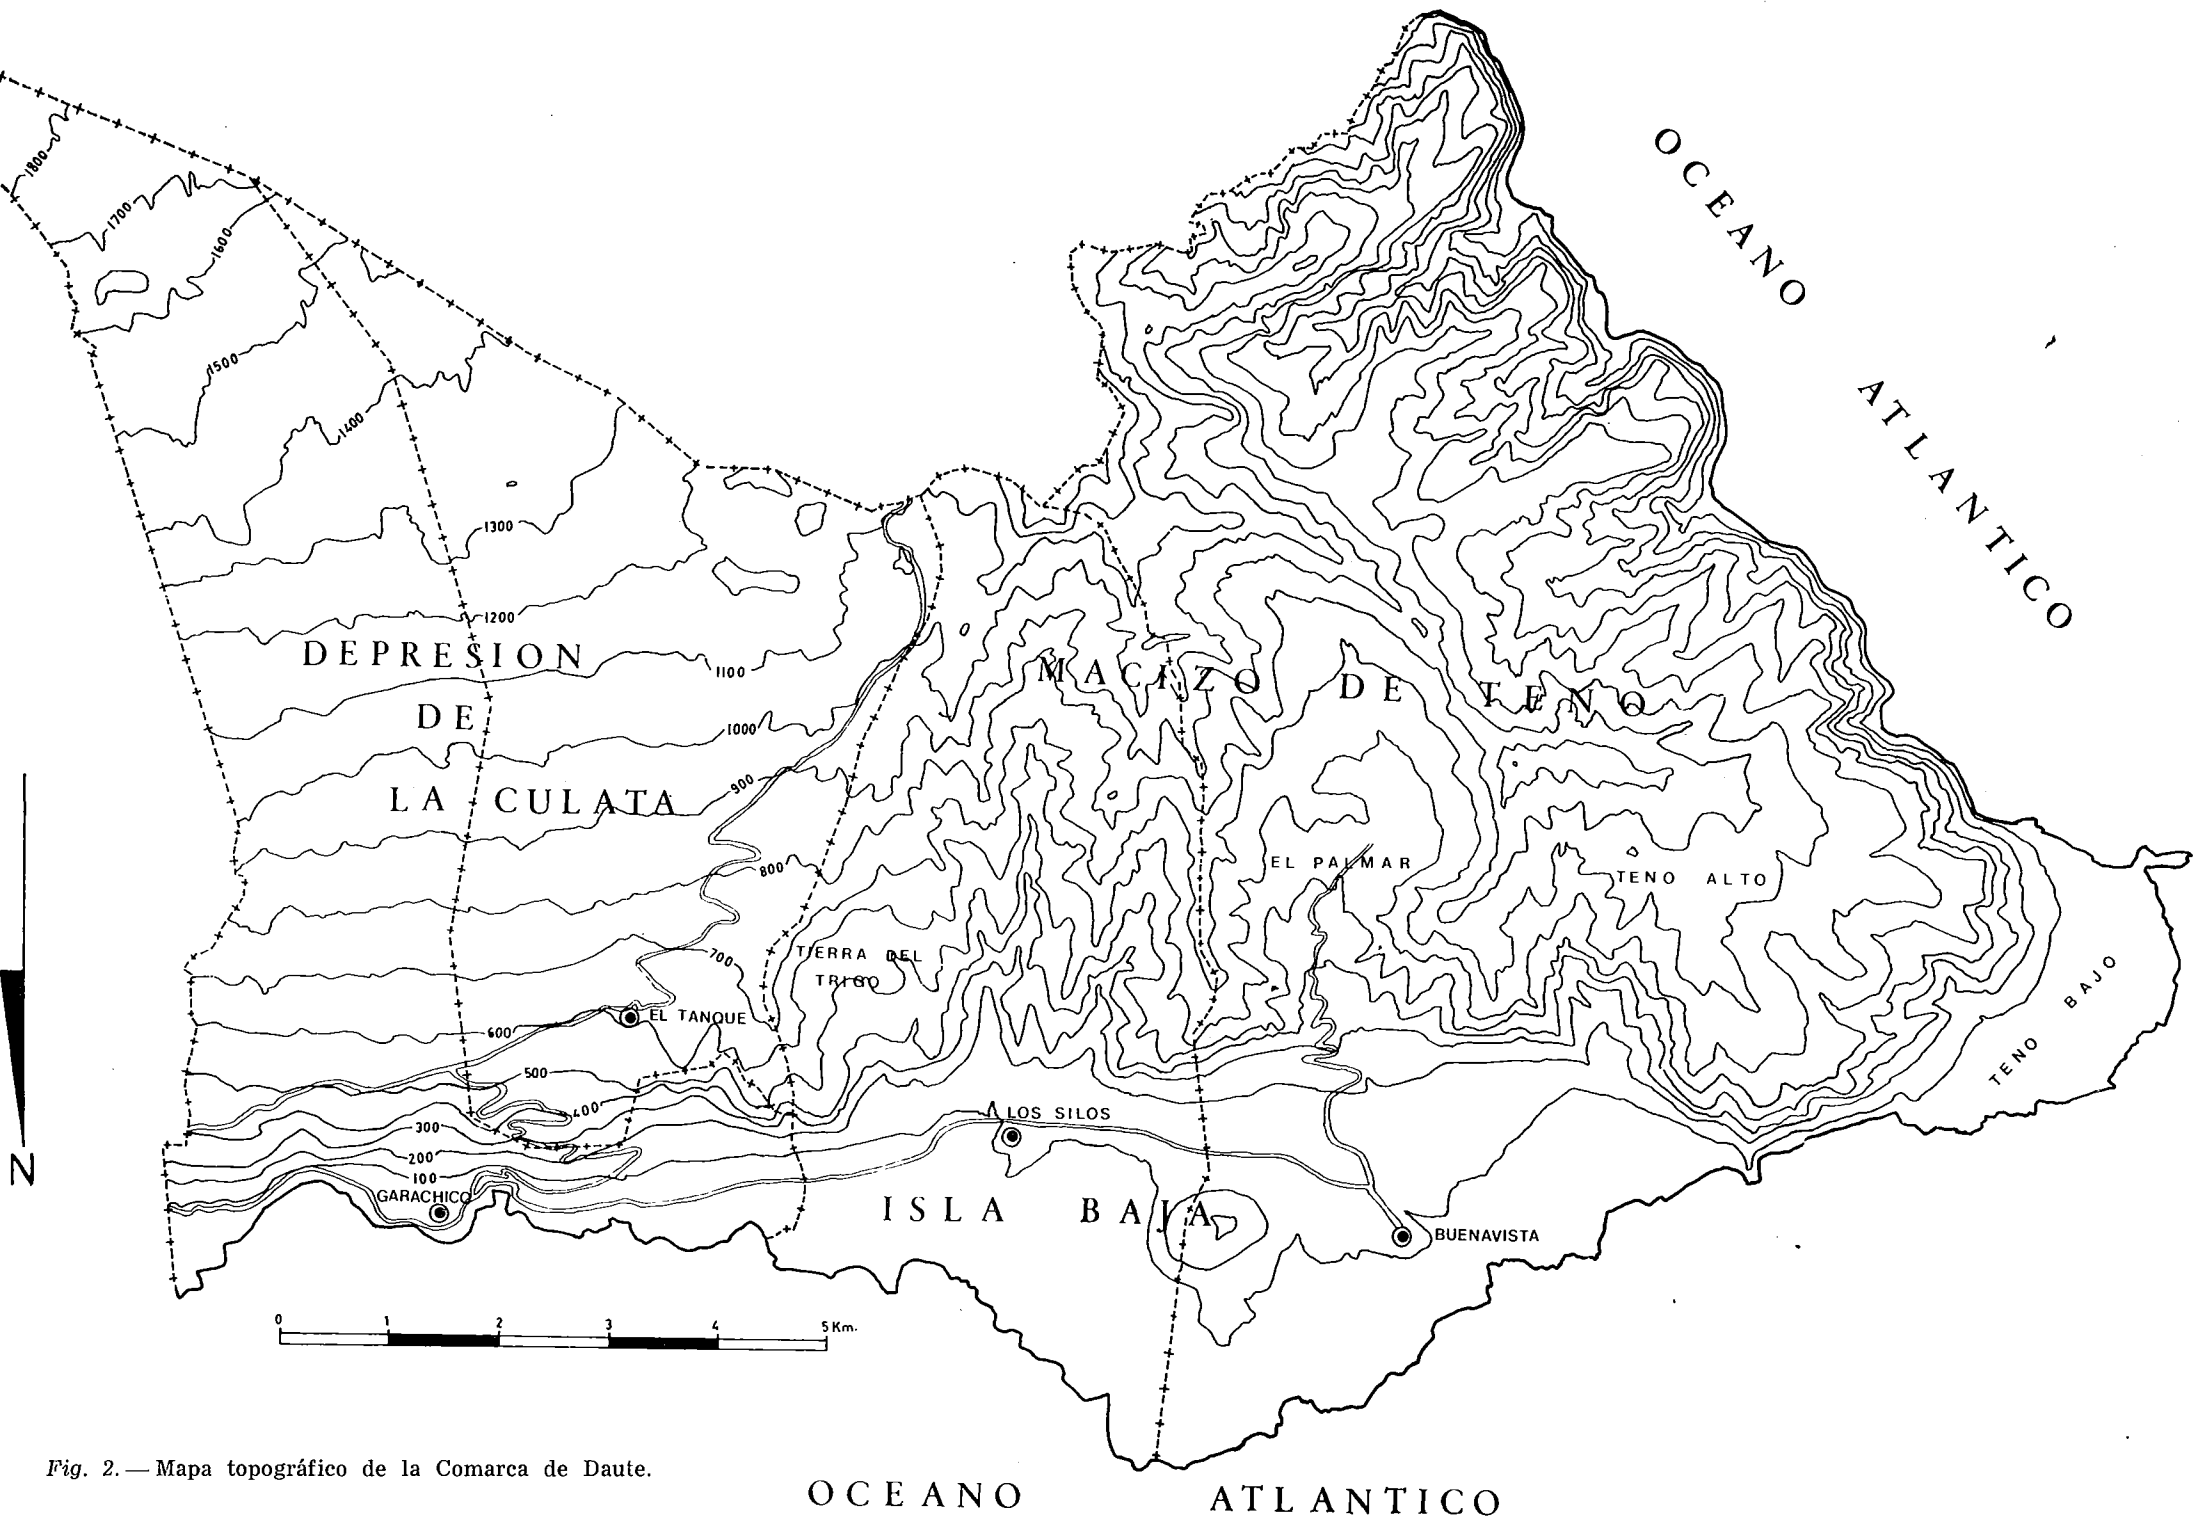 OCEANO ATLANTICO
1800
1700
1600
1500
1400
1300
1200
1100
1000
900
800
700
600
500
400
300
200
100
DEPRESION
DE
LA CULATA
MACIZO DE TENO
EL PALMAR
TENO ALTO
TIERRA DEL
TRIGO
TENO BAJO
EL TANQUE
LOS SILOS
GARACHICO
ISLA BAJA
BUENAVISTA
N
0 1 2 3 4 5 Km.
Fig. 2. — Mapa topográfico de la Comarca de Daute.
OCEANO ATLANTICO